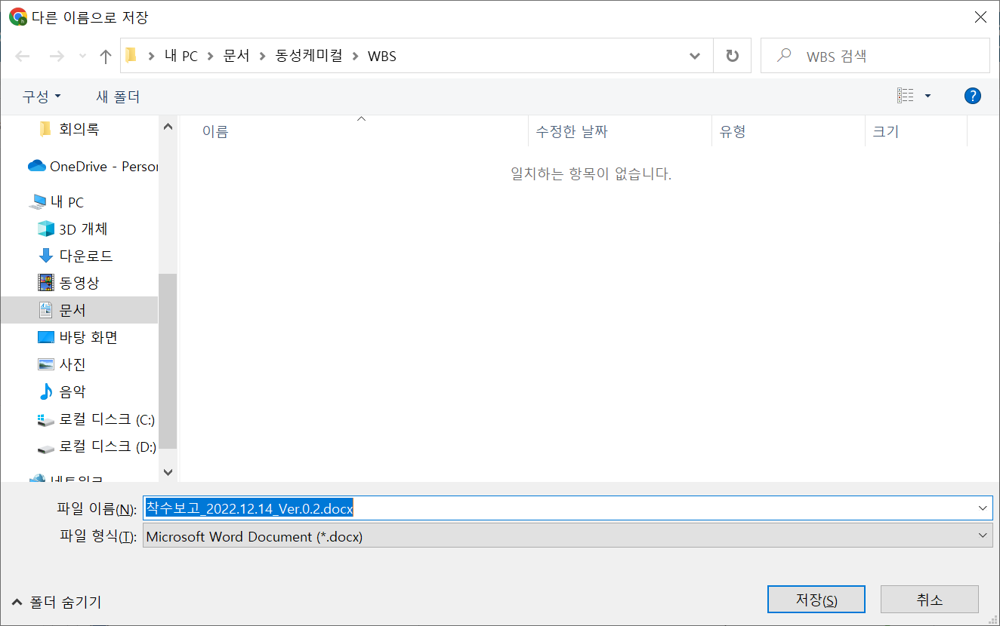 다른 이름으로 저장
내 PC > 문서 > 동성케미컬 > WBS
WBS 검색
구성
새 폴더
회의록
OneDrive - Person
내 PC
3D 개체
다운로드
동영상
문서
바탕 화면
사진
음악
로컬 디스크 (C:)
로컬 디스크 (D:)
네트워크
이름
수정한 날짜
유형
크기
일치하는 항목이 없습니다.
파일 이름(N): 착수보고_2022.12.14_Ver.0.2.docx
파일 형식(T): Microsoft Word Document (*.docx)
폴더 숨기기
저장(S)
취소